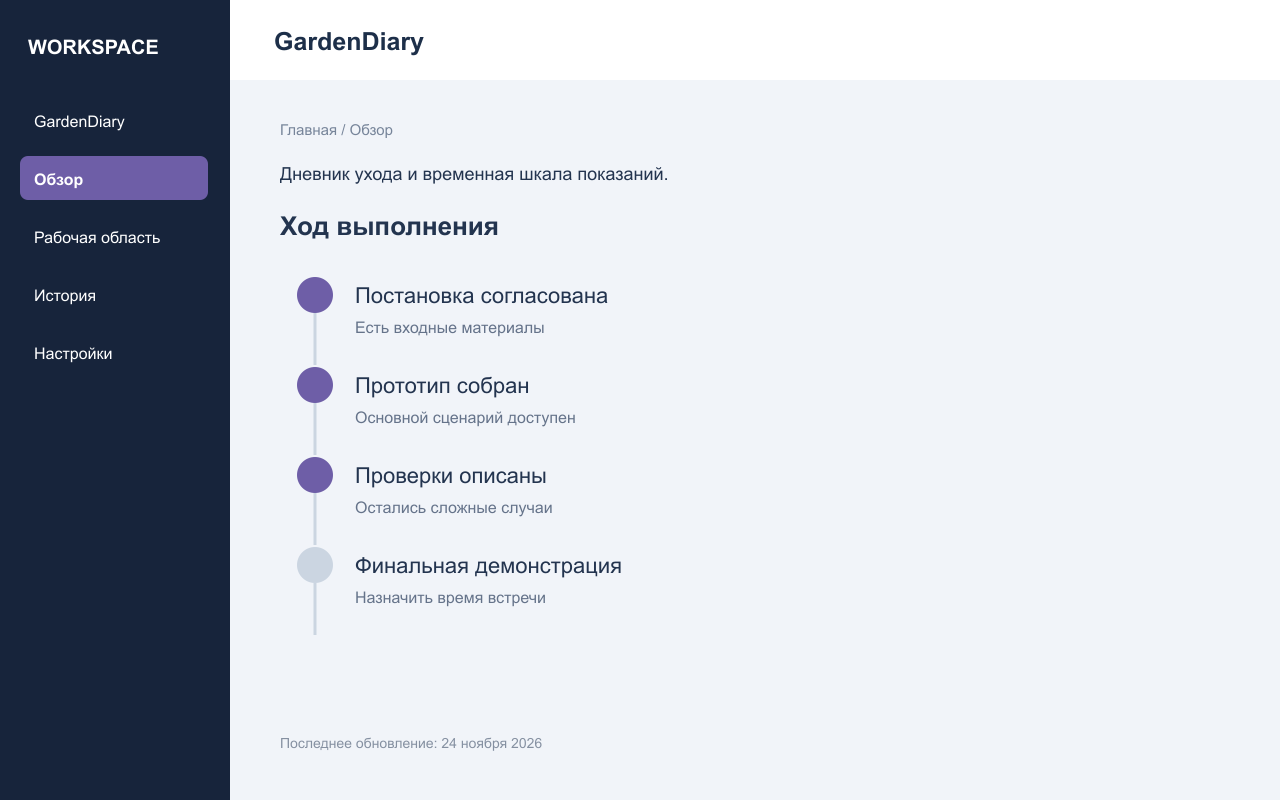 WORKSPACE
GardenDiary
Обзор
Рабочая область
История
Настройки
GardenDiary
Главная / Обзор
Дневник ухода и временная шкала показаний.
Ход выполнения
Постановка согласована
Есть входные материалы
Прототип собран
Основной сценарий доступен
Проверки описаны
Остались сложные случаи
Финальная демонстрация
Назначить время встречи
Последнее обновление: 24 ноября 2026